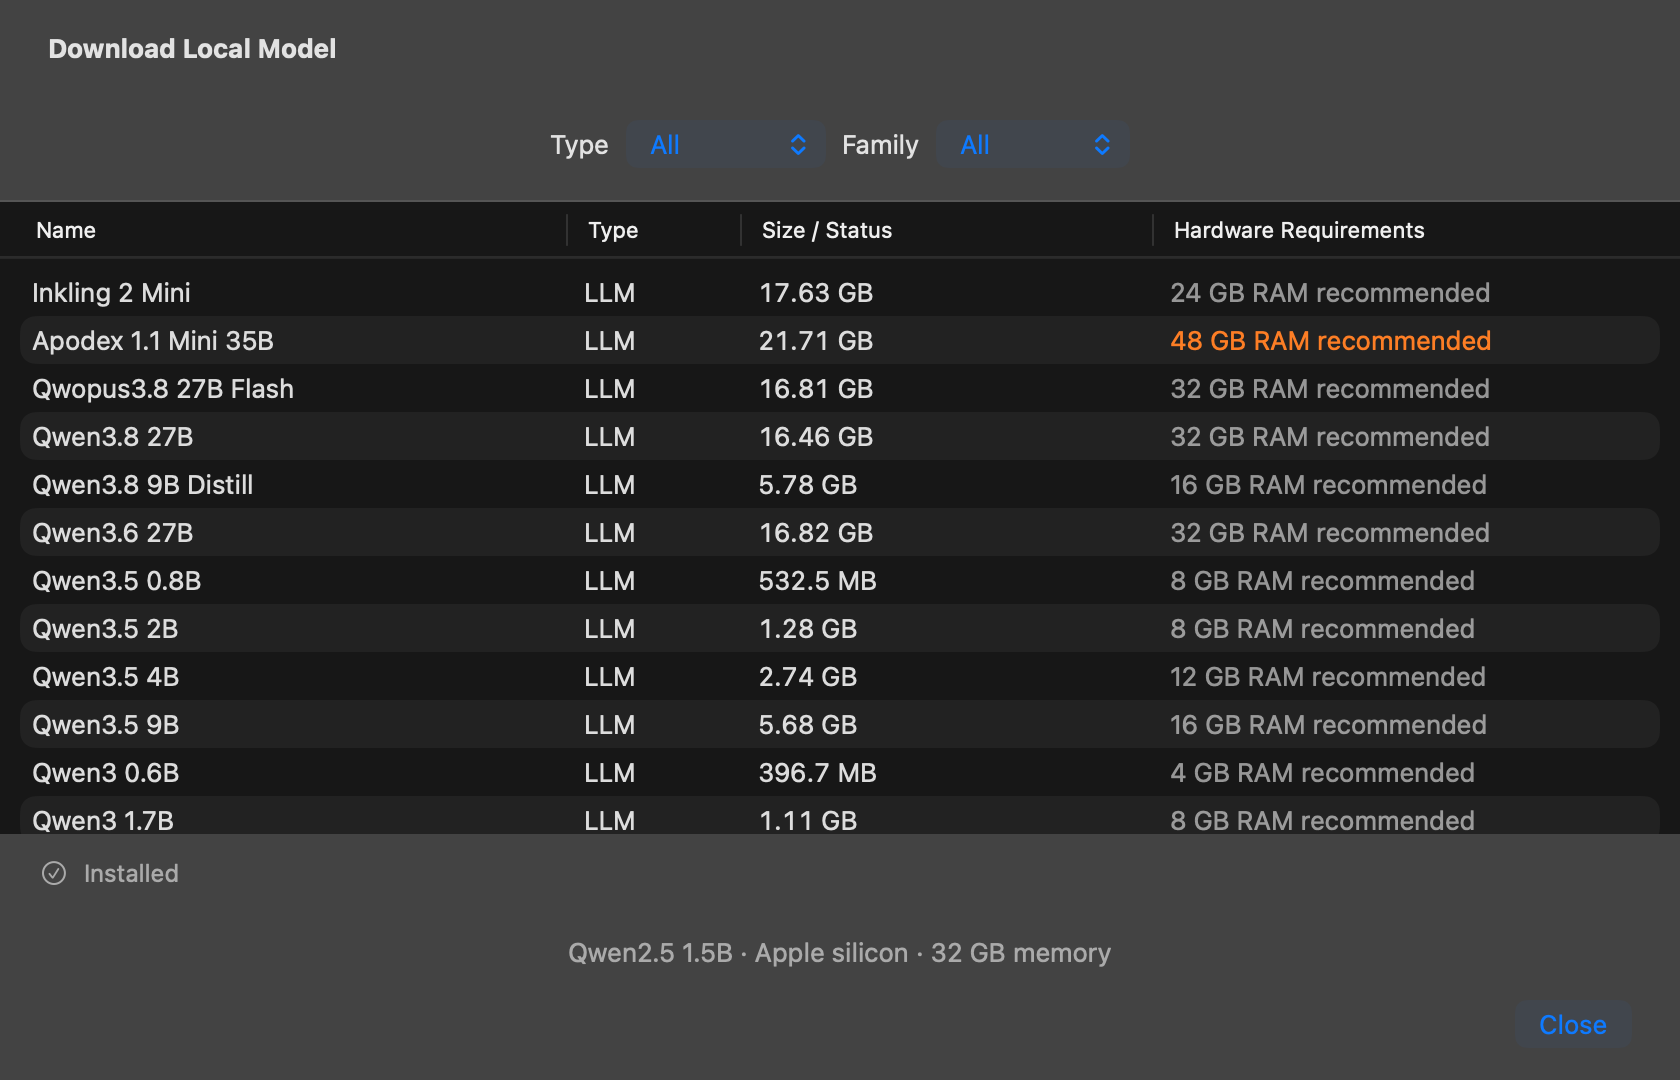 Download Local Model
Type All Family All
Name Type Size / Status Hardware Requirements
Inkling 2 Mini LLM 17.63 GB 24 GB RAM recommended
Apodex 1.1 Mini 35B LLM 21.71 GB 48 GB RAM recommended
Qwopus3.8 27B Flash LLM 16.81 GB 32 GB RAM recommended
Qwen3.8 27B LLM 16.46 GB 32 GB RAM recommended
Qwen3.8 9B Distill LLM 5.78 GB 16 GB RAM recommended
Qwen3.6 27B LLM 16.82 GB 32 GB RAM recommended
Qwen3.5 0.8B LLM 532.5 MB 8 GB RAM recommended
Qwen3.5 2B LLM 1.28 GB 8 GB RAM recommended
Qwen3.5 4B LLM 2.74 GB 12 GB RAM recommended
Qwen3.5 9B LLM 5.68 GB 16 GB RAM recommended
Qwen3 0.6B LLM 396.7 MB 4 GB RAM recommended
Qwen3 1.7B LLM 1.11 GB 8 GB RAM recommended
Installed
Qwen2.5 1.5B · Apple silicon · 32 GB memory
Close